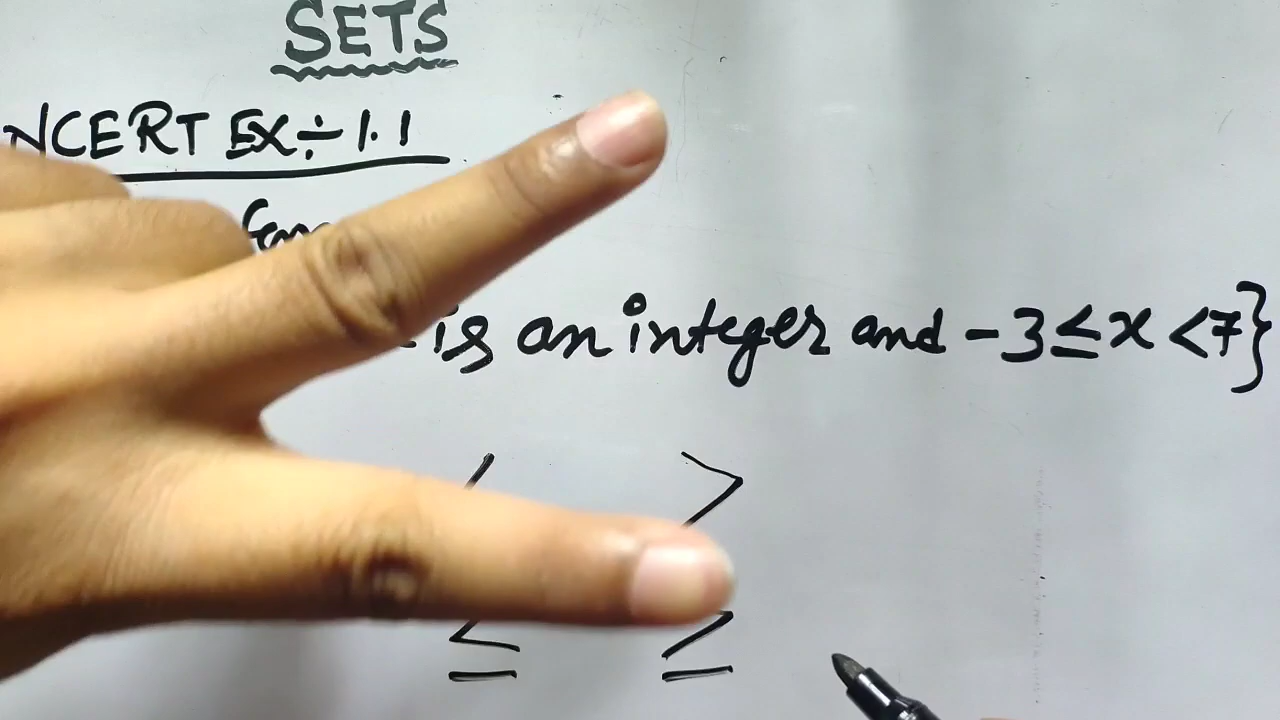 SETS
NCERT EX÷ 1.1
is an integer and -3≤x<7}
< >
≤ ≥